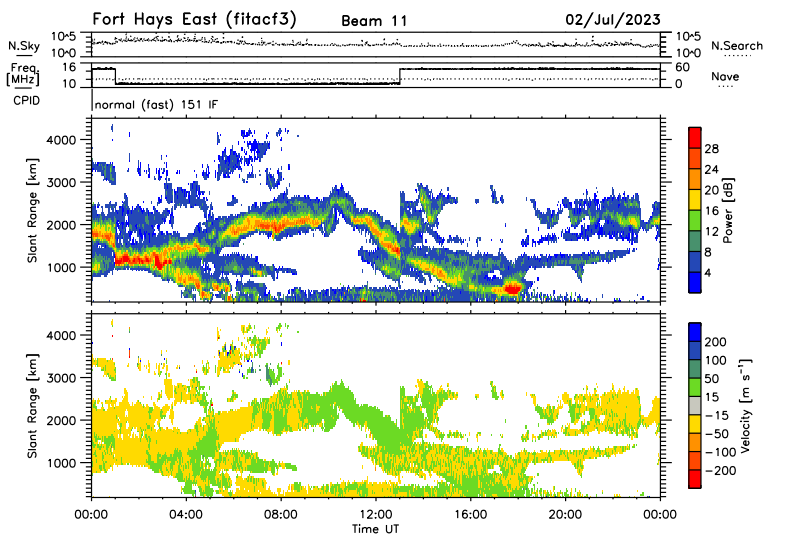 Fort Hays East (fitacf3) Beam 11 02/Jul/2023
N.Sky 10^5 10^0 10^5 10^0 N.Search
Freq. [MHz] 16 10 60 0 Nave
CPID normal (fast) 151 IF
Slant Range [km]
4000
3000
2000
1000
Power [dB]
28
24
20
16
12
8
4
Slant Range [km]
4000
3000
2000
1000
Velocity [m s⁻¹]
200
100
50
15
-15
-50
-100
-200
00:00 04:00 08:00 12:00 16:00 20:00 00:00
Time UT